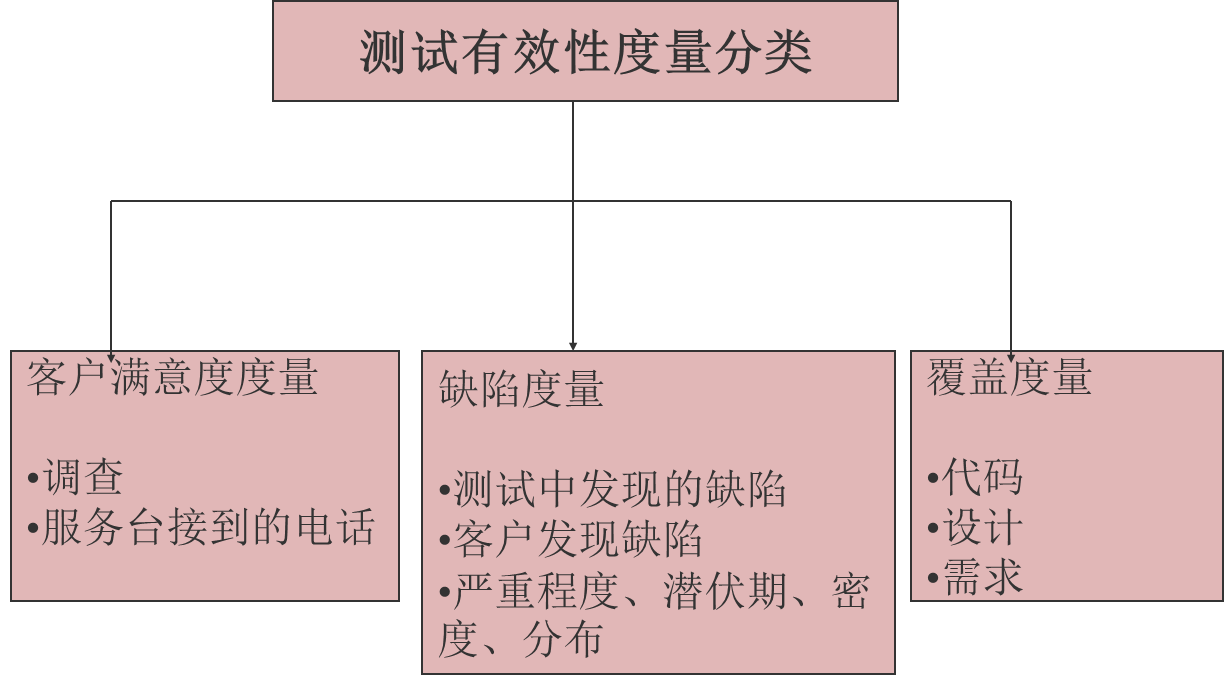 测试有效性度量分类
客户满意度度量
•调查
•服务台接到的电话
缺陷度量
•测试中发现的缺陷
•客户发现缺陷
•严重程度、潜伏期、密
度、分布
覆盖度量
•代码
•设计
•需求